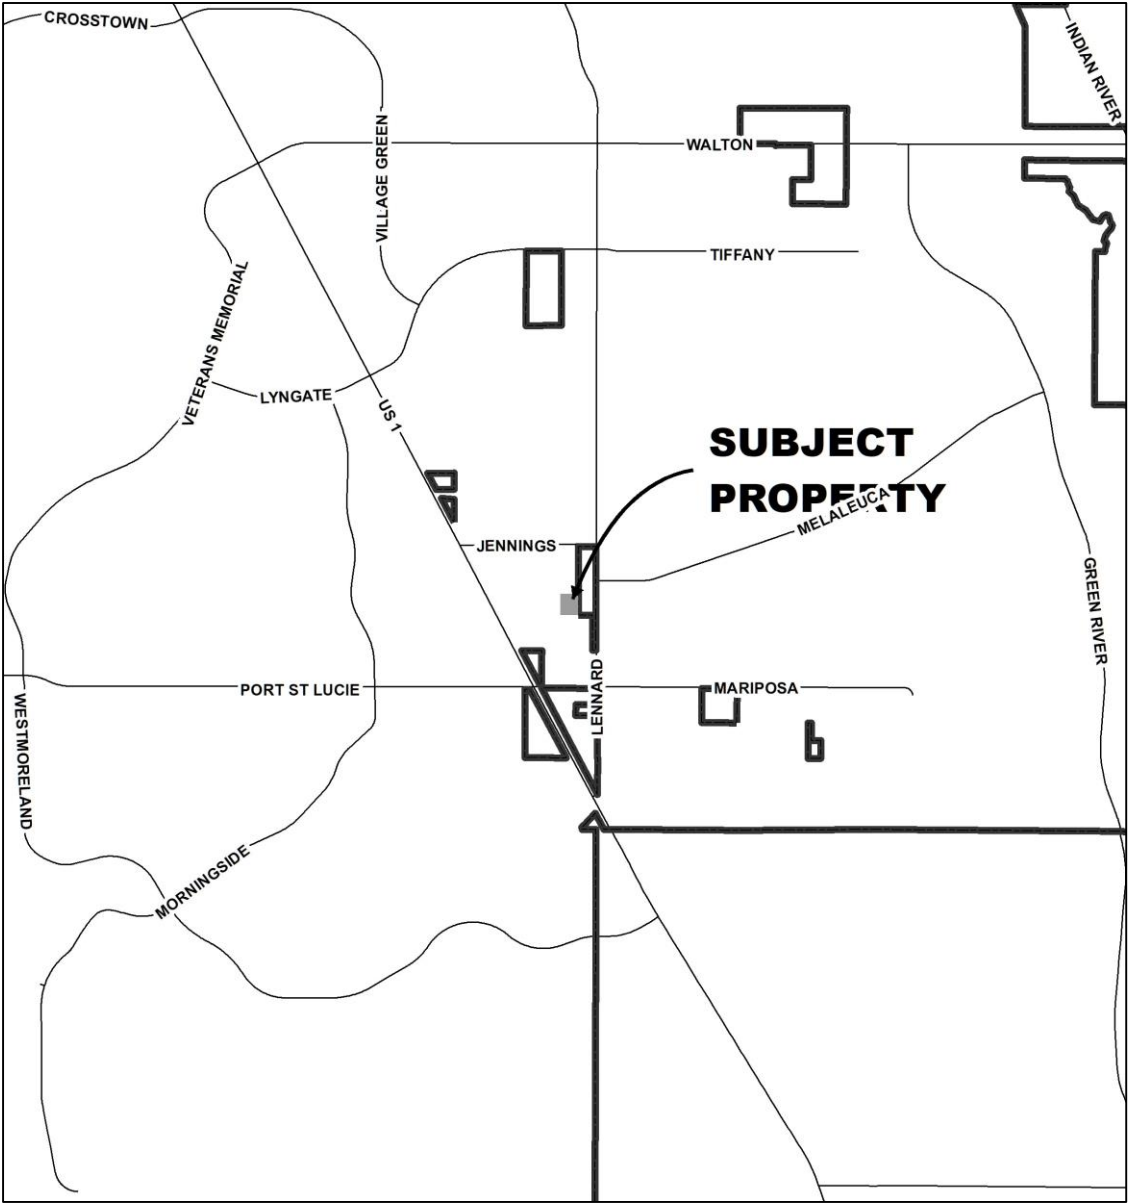 CROSSTOWN
INDIAN RIVER
VILLAGE GREEN
WALTON
TIFFANY
VETERANS MEMORIAL
LYNGATE
US 1
SUBJECT
PROPERTY
MELALEUCA
JENNINGS
GREEN RIVER
LENNARD
PORT ST LUCIE
MARIPOSA
WESTMORELAND
MORNINGSIDE